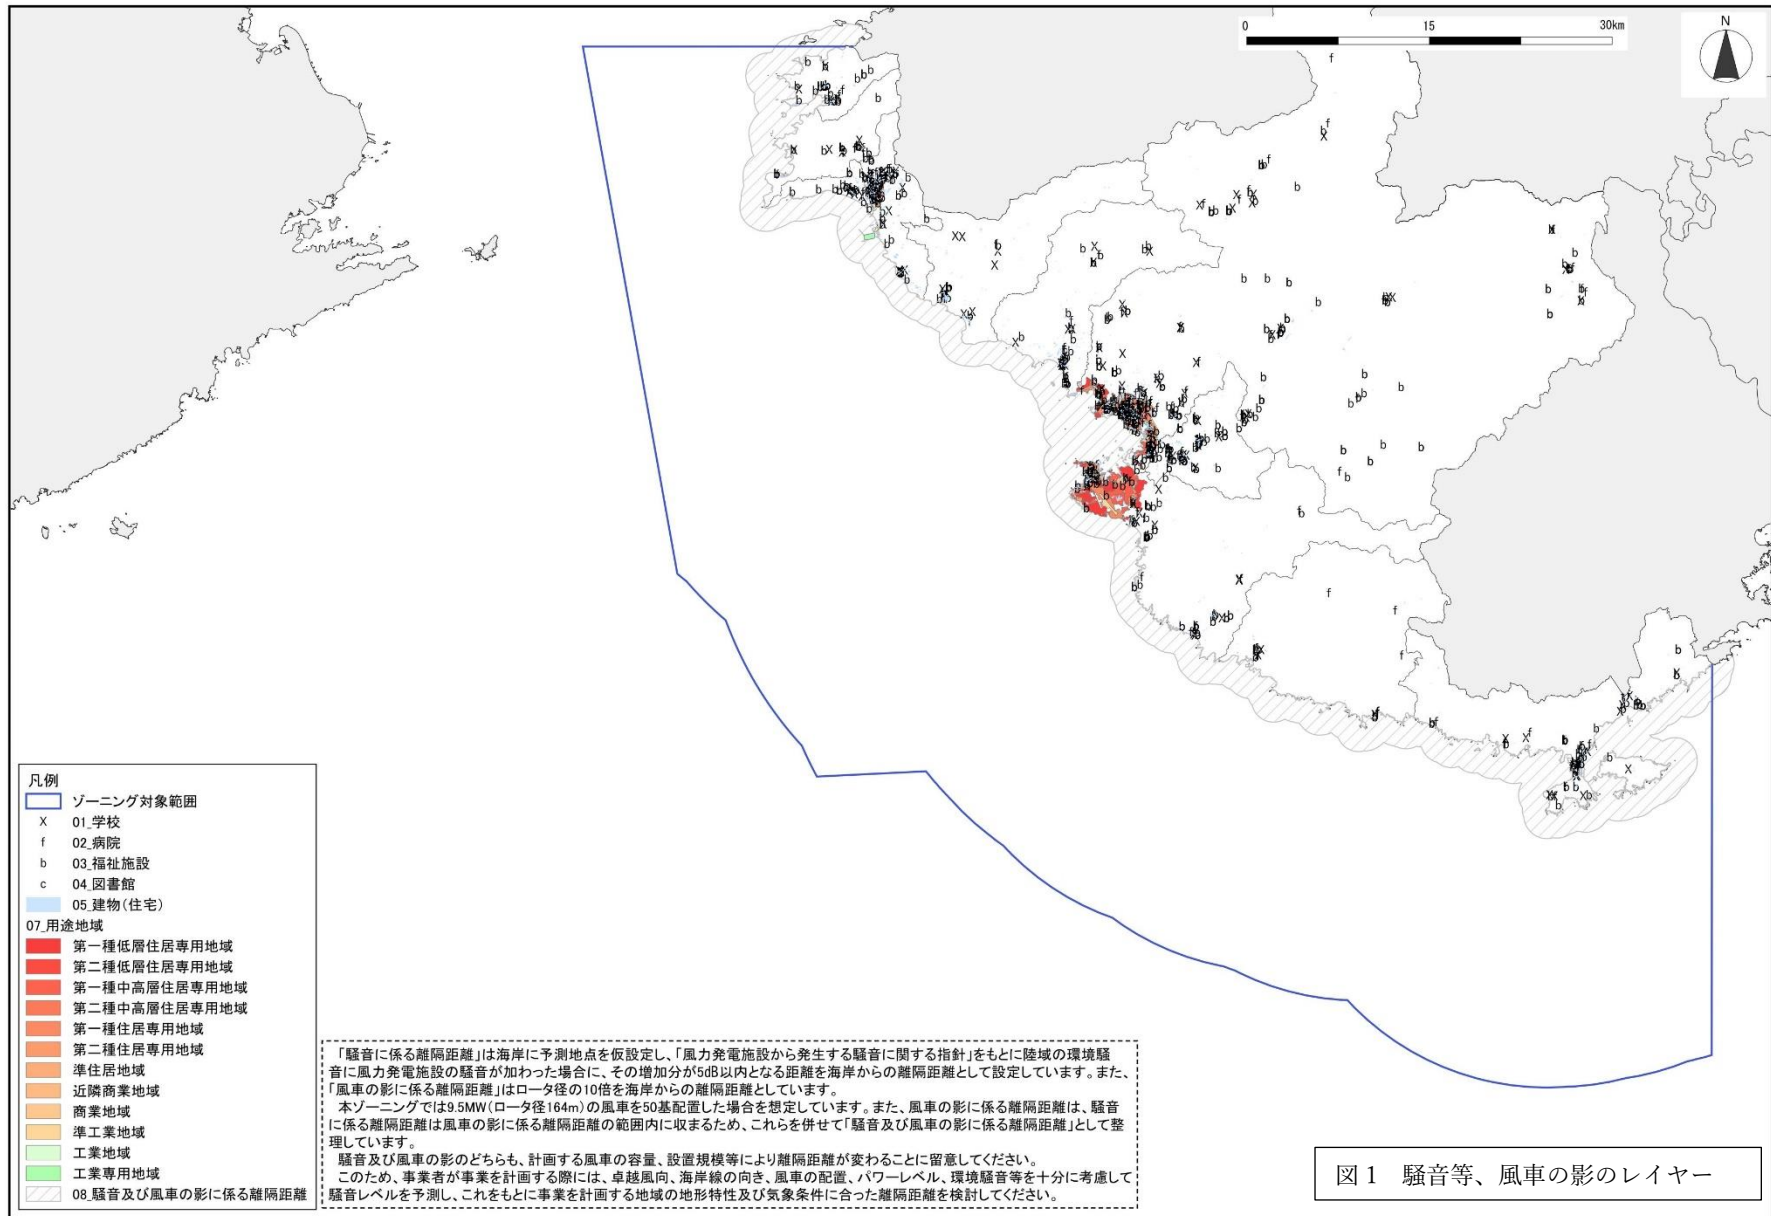 0 15 30km
N
凡例
ゾーニング対象範囲
X 01_学校
f 02_病院
b 03_福祉施設
c 04_図書館
05_建物(住宅)
07_用途地域
第一種低層住居専用地域
第二種低層住居専用地域
第一種中高層住居専用地域
第二種中高層住居専用地域
第一種住居専用地域
第二種住居専用地域
準住居地域
近隣商業地域
商業地域
準工業地域
工業地域
工業専用地域
08_騒音及び風車の影に係る離隔距離
「騒音に係る離隔距離」は海岸に予測地点を仮設定し、「風力発電施設から発生する騒音に関する指針」をもとに陸域の環境騒
音に風力発電施設の騒音が加わった場合に、その増加分が5dB以内となる距離を海岸からの離隔距離として設定しています。また、
「風車の影に係る離隔距離」はロータ径の10倍を海岸からの離隔距離としています。
本ゾーニングでは9.5MW(ロータ径164m)の風車を50基配置した場合を想定しています。また、風車の影に係る離隔距離は、騒音
に係る離隔距離は風車の影に係る離隔距離の範囲内に収まるため、これらを併せて「騒音及び風車の影に係る離隔距離」として整
理しています。
騒音及び風車の影のどちらも、計画する風車の容量、設置規模等により離隔距離が変わることに留意してください。
このため、事業者が事業を計画する際には、卓越風向、海岸線の向き、風車の配置、パワーレベル、環境騒音等を十分に考慮して
騒音レベルを予測し、これをもとに事業を計画する地域の地形特性及び気象条件に合った離隔距離を検討してください。
図1 騒音等、風車の影のレイヤー